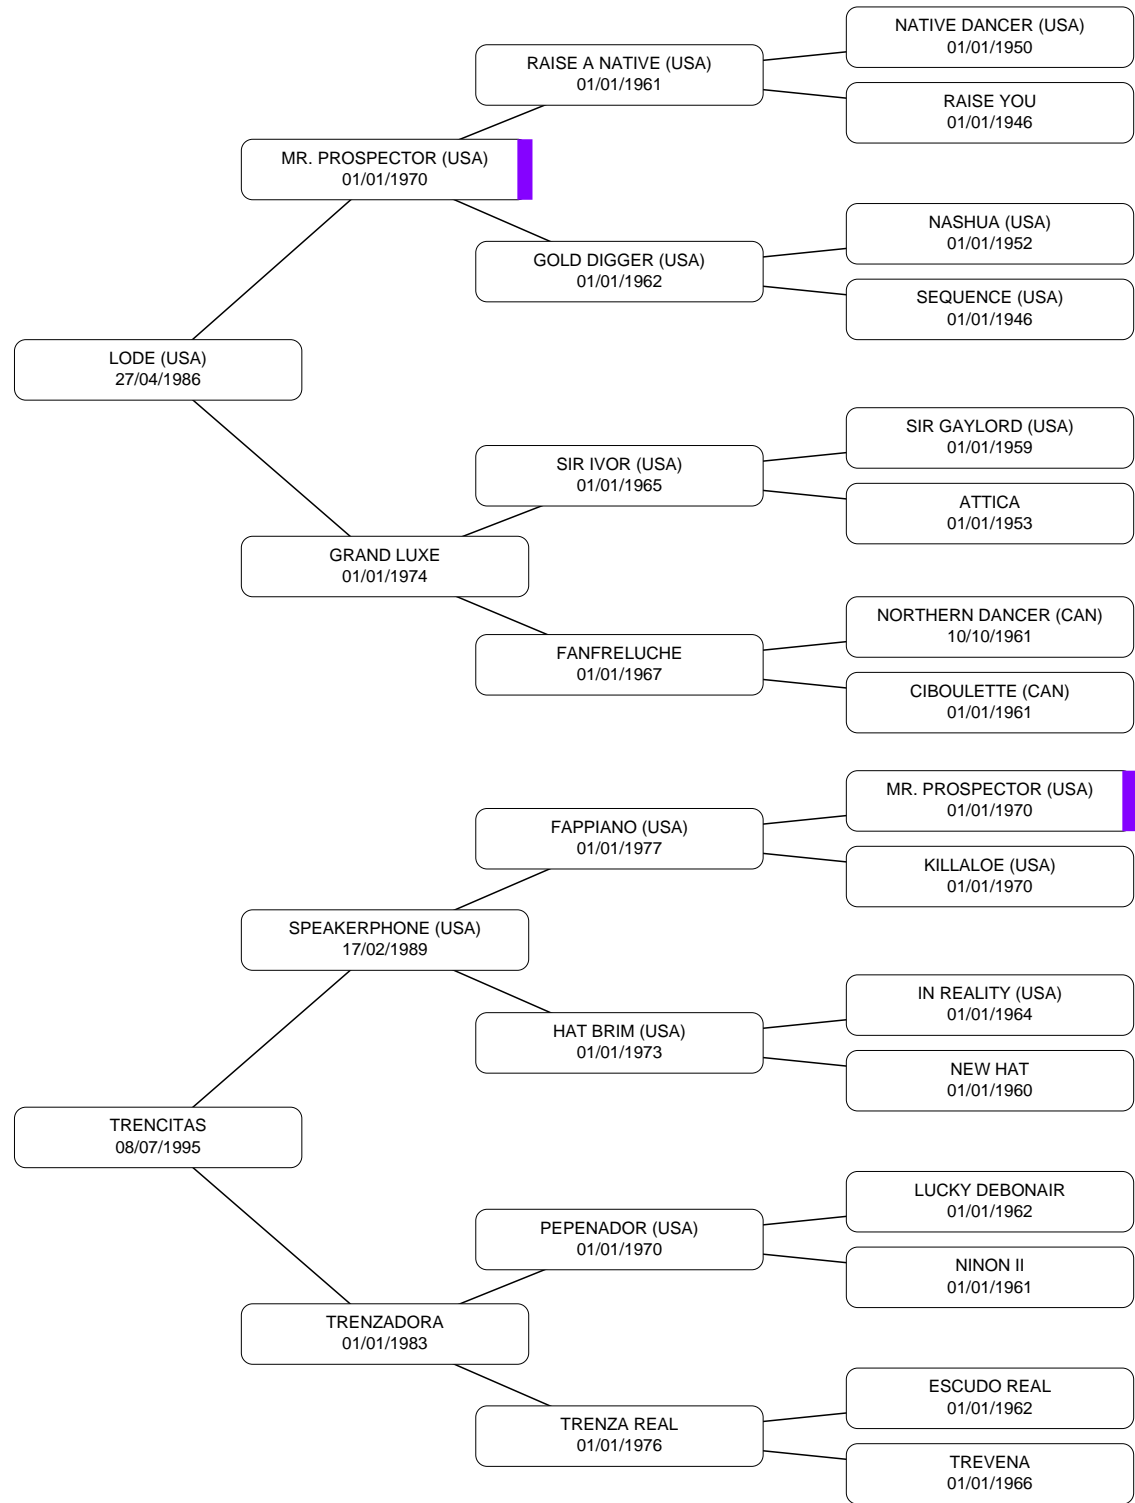 NATIVE DANCER (USA)
01/01/1950
RAISE A NATIVE (USA)
01/01/1961
RAISE YOU
01/01/1946
MR. PROSPECTOR (USA)
01/01/1970
NASHUA (USA)
01/01/1952
GOLD DIGGER (USA)
01/01/1962
SEQUENCE (USA)
01/01/1946
LODE (USA)
27/04/1986
SIR GAYLORD (USA)
01/01/1959
SIR IVOR (USA)
01/01/1965
ATTICA
01/01/1953
GRAND LUXE
01/01/1974
NORTHERN DANCER (CAN)
10/10/1961
FANFRELUCHE
01/01/1967
CIBOULETTE (CAN)
01/01/1961
MR. PROSPECTOR (USA)
01/01/1970
FAPPIANO (USA)
01/01/1977
KILLALOE (USA)
01/01/1970
SPEAKERPHONE (USA)
17/02/1989
IN REALITY (USA)
01/01/1964
HAT BRIM (USA)
01/01/1973
NEW HAT
01/01/1960
TRENCITAS
08/07/1995
LUCKY DEBONAIR
01/01/1962
PEPENADOR (USA)
01/01/1970
NINON II
01/01/1961
TRENZADORA
01/01/1983
ESCUDO REAL
01/01/1962
TRENZA REAL
01/01/1976
TREVENA
01/01/1966